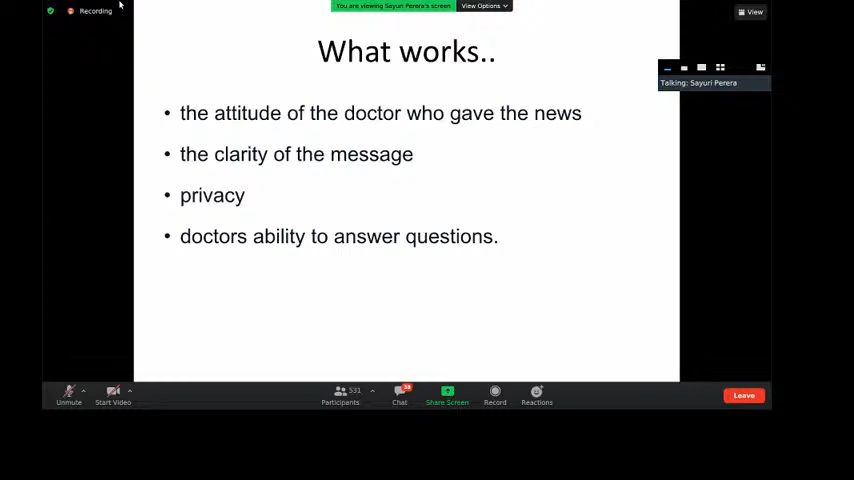 Recording
You are viewing Sayuri Perera's screen
View Options
View
What works..
Talking: Sayuri Perera
• the attitude of the doctor who gave the news
• the clarity of the message
• privacy
• doctors ability to answer questions.
Unmute
Start Video
531
Participants
38
Chat
Share Screen
Record
Reactions
Leave